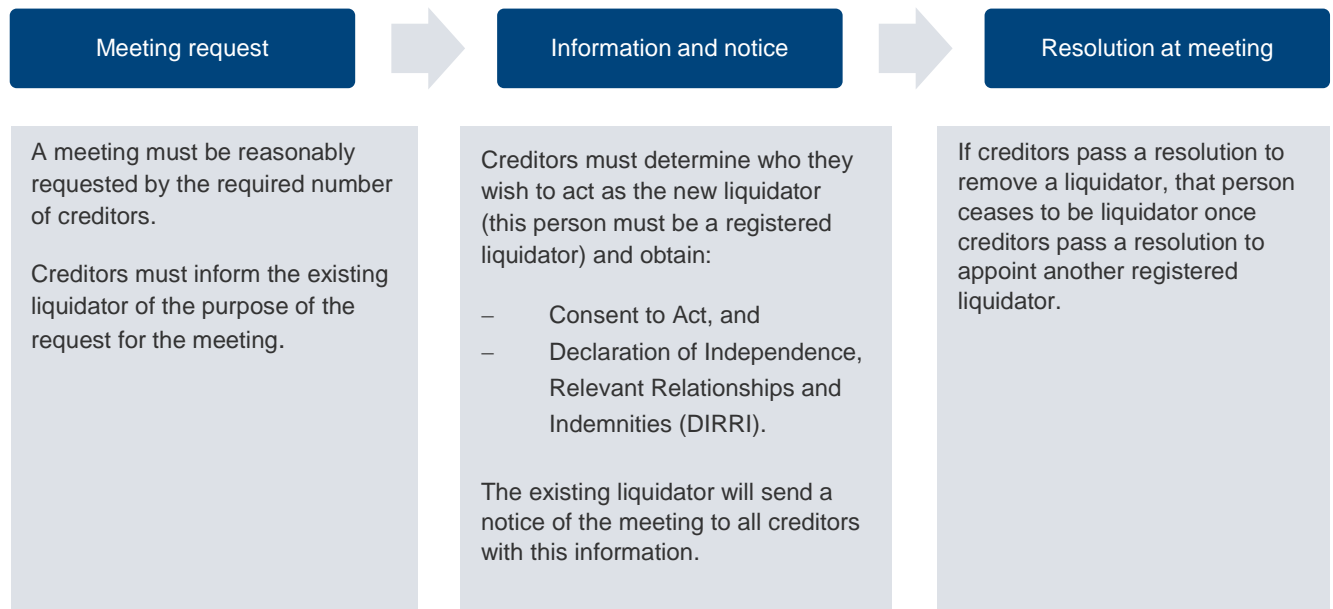 Meeting request
Information and notice
Resolution at meeting
A meeting must be reasonably
requested by the required number
of creditors.
Creditors must inform the existing
liquidator of the purpose of the
request for the meeting.
Creditors must determine who they
wish to act as the new liquidator
(this person must be a registered
liquidator) and obtain:
– Consent to Act, and
– Declaration of Independence,
Relevant Relationships and
Indemnities (DIRRI).
The existing liquidator will send a
notice of the meeting to all creditors
with this information.
If creditors pass a resolution to
remove a liquidator, that person
ceases to be liquidator once
creditors pass a resolution to
appoint another registered
liquidator.